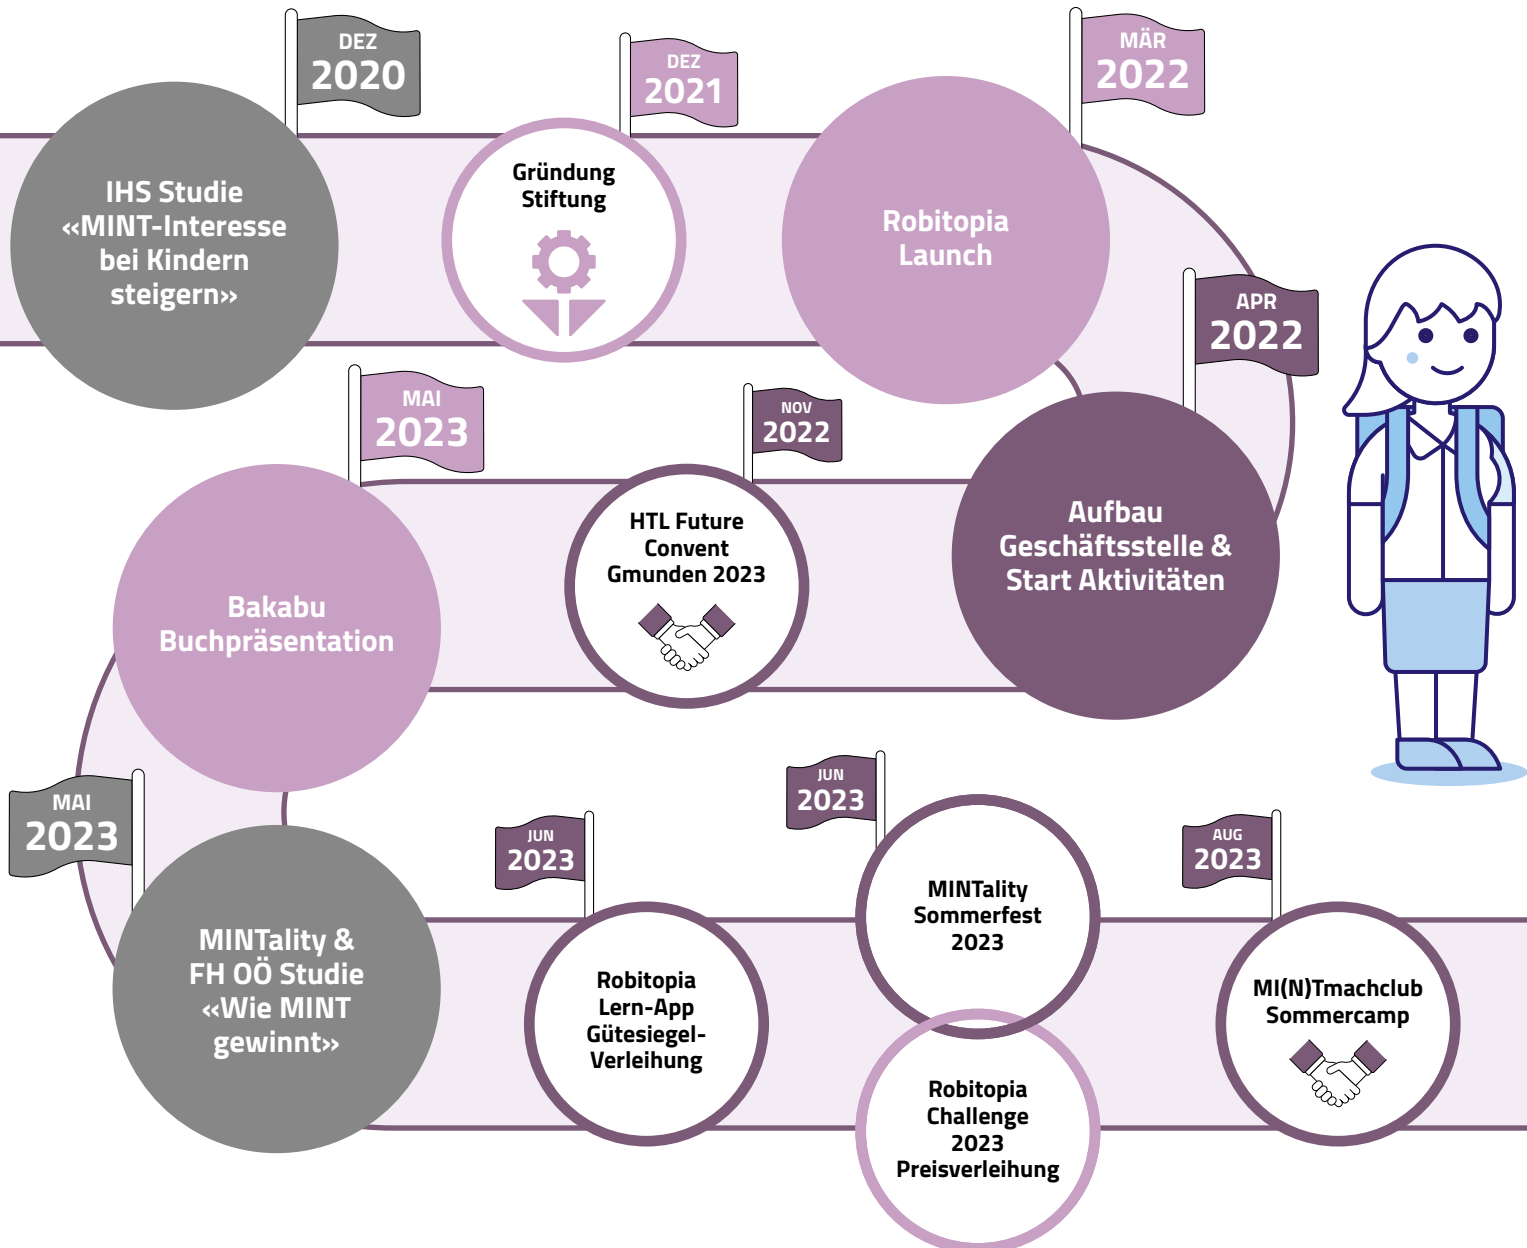 DEZ
2020
IHS Studie
«MINT-Interesse
bei Kindern
steigern»
DEZ
2021
Gründung
Stiftung
MÄR
2022
Robitopia
Launch
APR
2022
Aufbau
Geschäftsstelle &
Start Aktivitäten
NOV
2022
HTL Future
Convent
Gmunden 2023
MAI
2023
Bakabu
Buchpräsentation
MAI
2023
MINTality &
FH OÖ Studie
«Wie MINT
gewinnt»
JUN
2023
Robitopia
Lern-App
Gütesiegel-
Verleihung
JUN
2023
MINTality
Sommerfest
2023
Robitopia
Challenge
2023
Preisverleihung
AUG
2023
MI(N)Tmachclub
Sommercamp